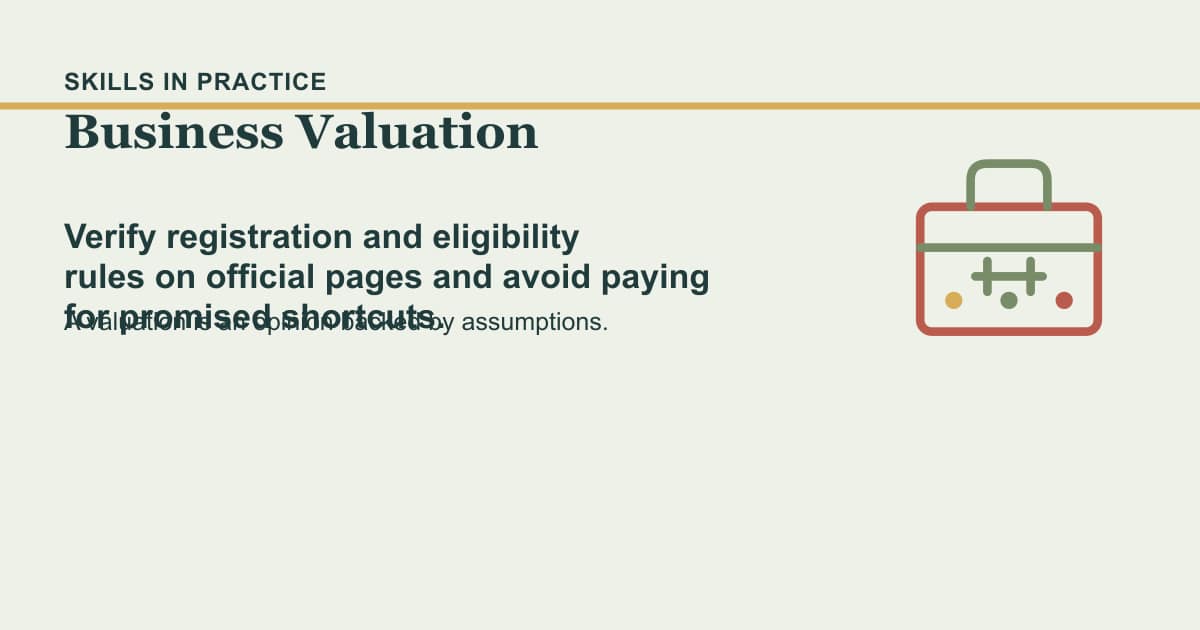 SKILLS IN PRACTICE
Business Valuation
Verify registration and eligibility
rules on official pages and avoid paying
for promised shortcuts.
A valuation is an opinion backed by assumptions.